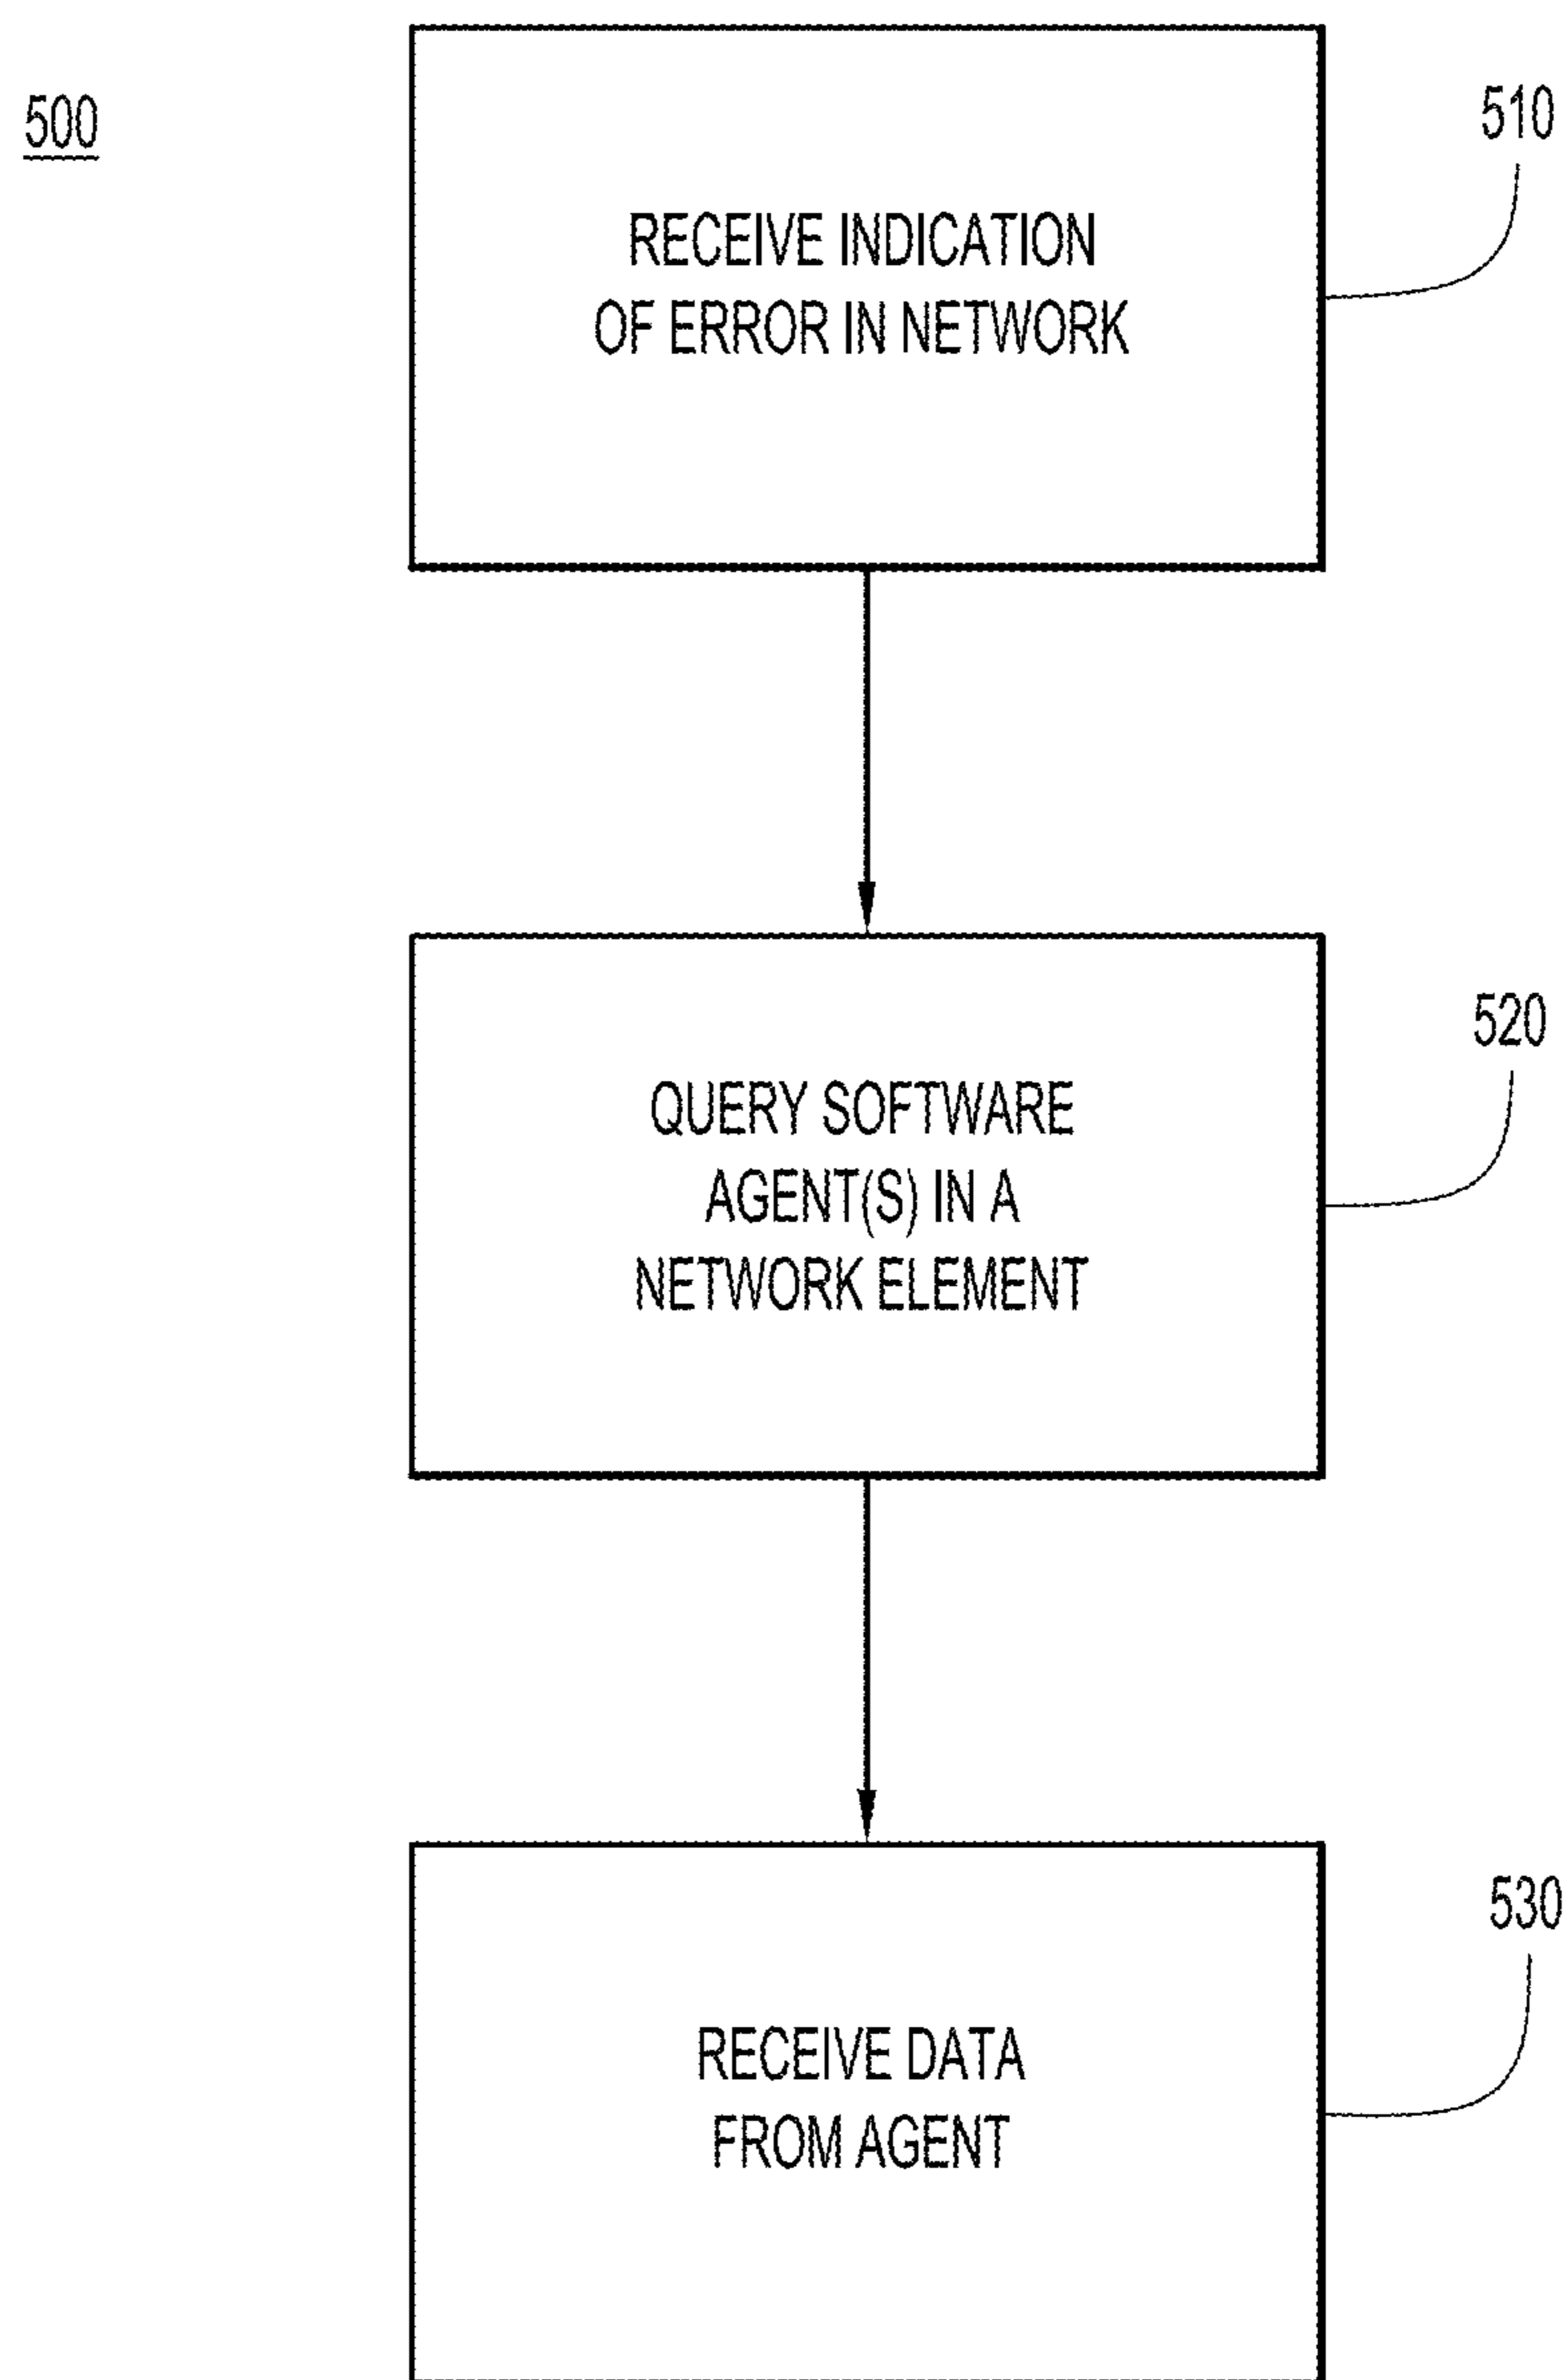 500
510
RECEIVE INDICATION
OF ERROR IN NETWORK
520
QUERY SOFTWARE
AGENT(S) IN A
NETWORK ELEMENT
530
RECEIVE DATA
FROM AGENT